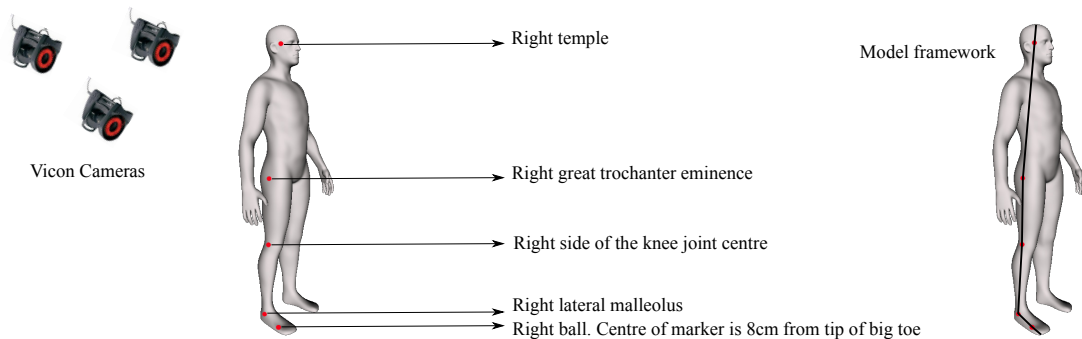 Right temple
Model framework
Vicon Cameras
Right great trochanter eminence
Right side of the knee joint centre
Right lateral malleolus
Right ball. Centre of marker is 8cm from tip of big toe